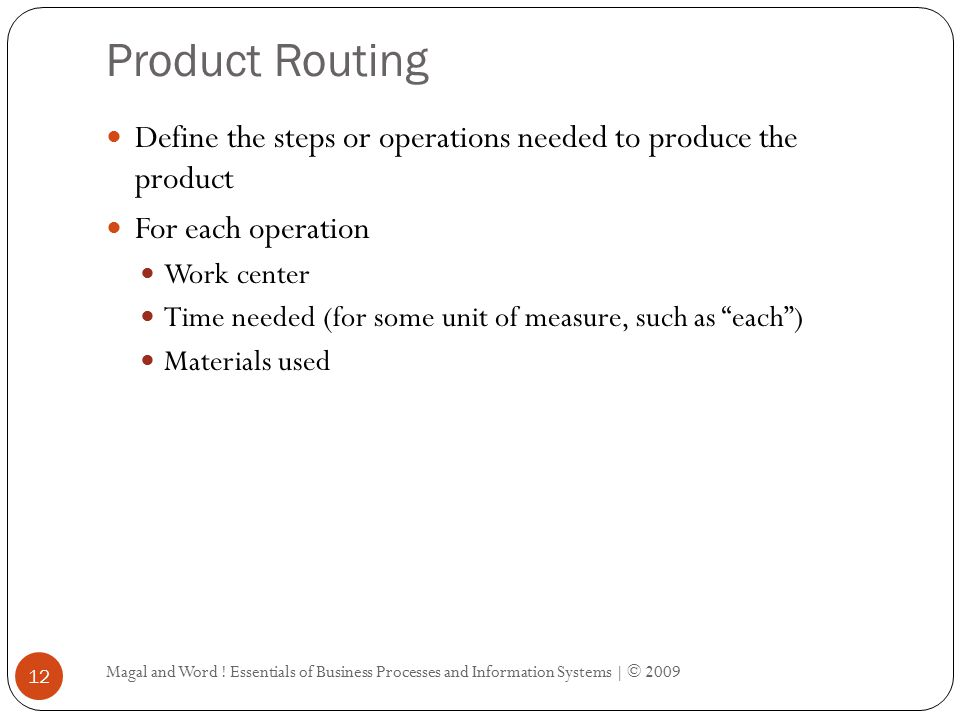 Product Routing
Define the steps or operations needed to produce the
product
For each operation
Work center
Time needed (for some unit of measure, such as “each”)
Materials used
12
Magal and Word ! Essentials of Business Processes and Information Systems | © 2009